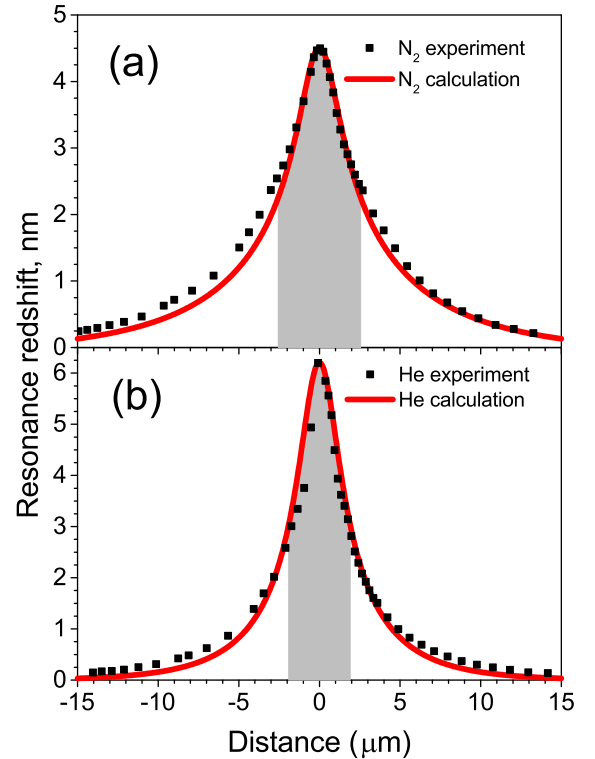 5
(a)
N₂ experiment
N₂ calculation
4
3
2
1
0
Resonance redshift, nm
(b)
He experiment
He calculation
6
5
4
3
2
1
0
-15 -10 -5 0 5 10 15
Distance (μm)